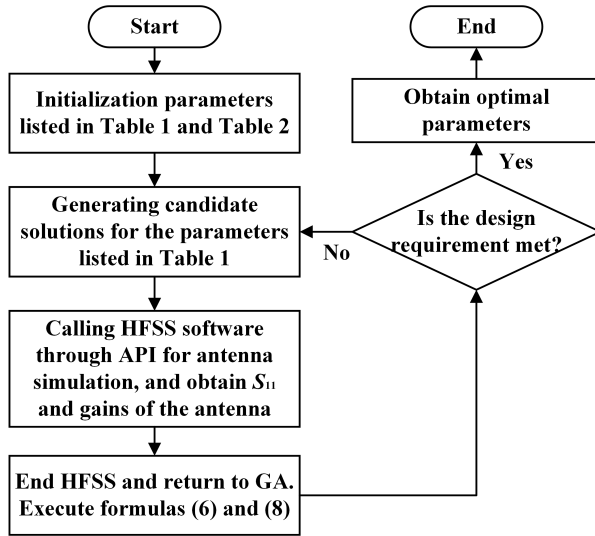 Start
Initialization parameters
listed in Table 1 and Table 2
Generating candidate
solutions for the parameters
listed in Table 1
Calling HFSS software
through API for antenna
simulation, and obtain S11
and gains of the antenna
End HFSS and return to GA.
Execute formulas (6) and (8)
Is the design
requirement met?
No
Yes
Obtain optimal
parameters
End